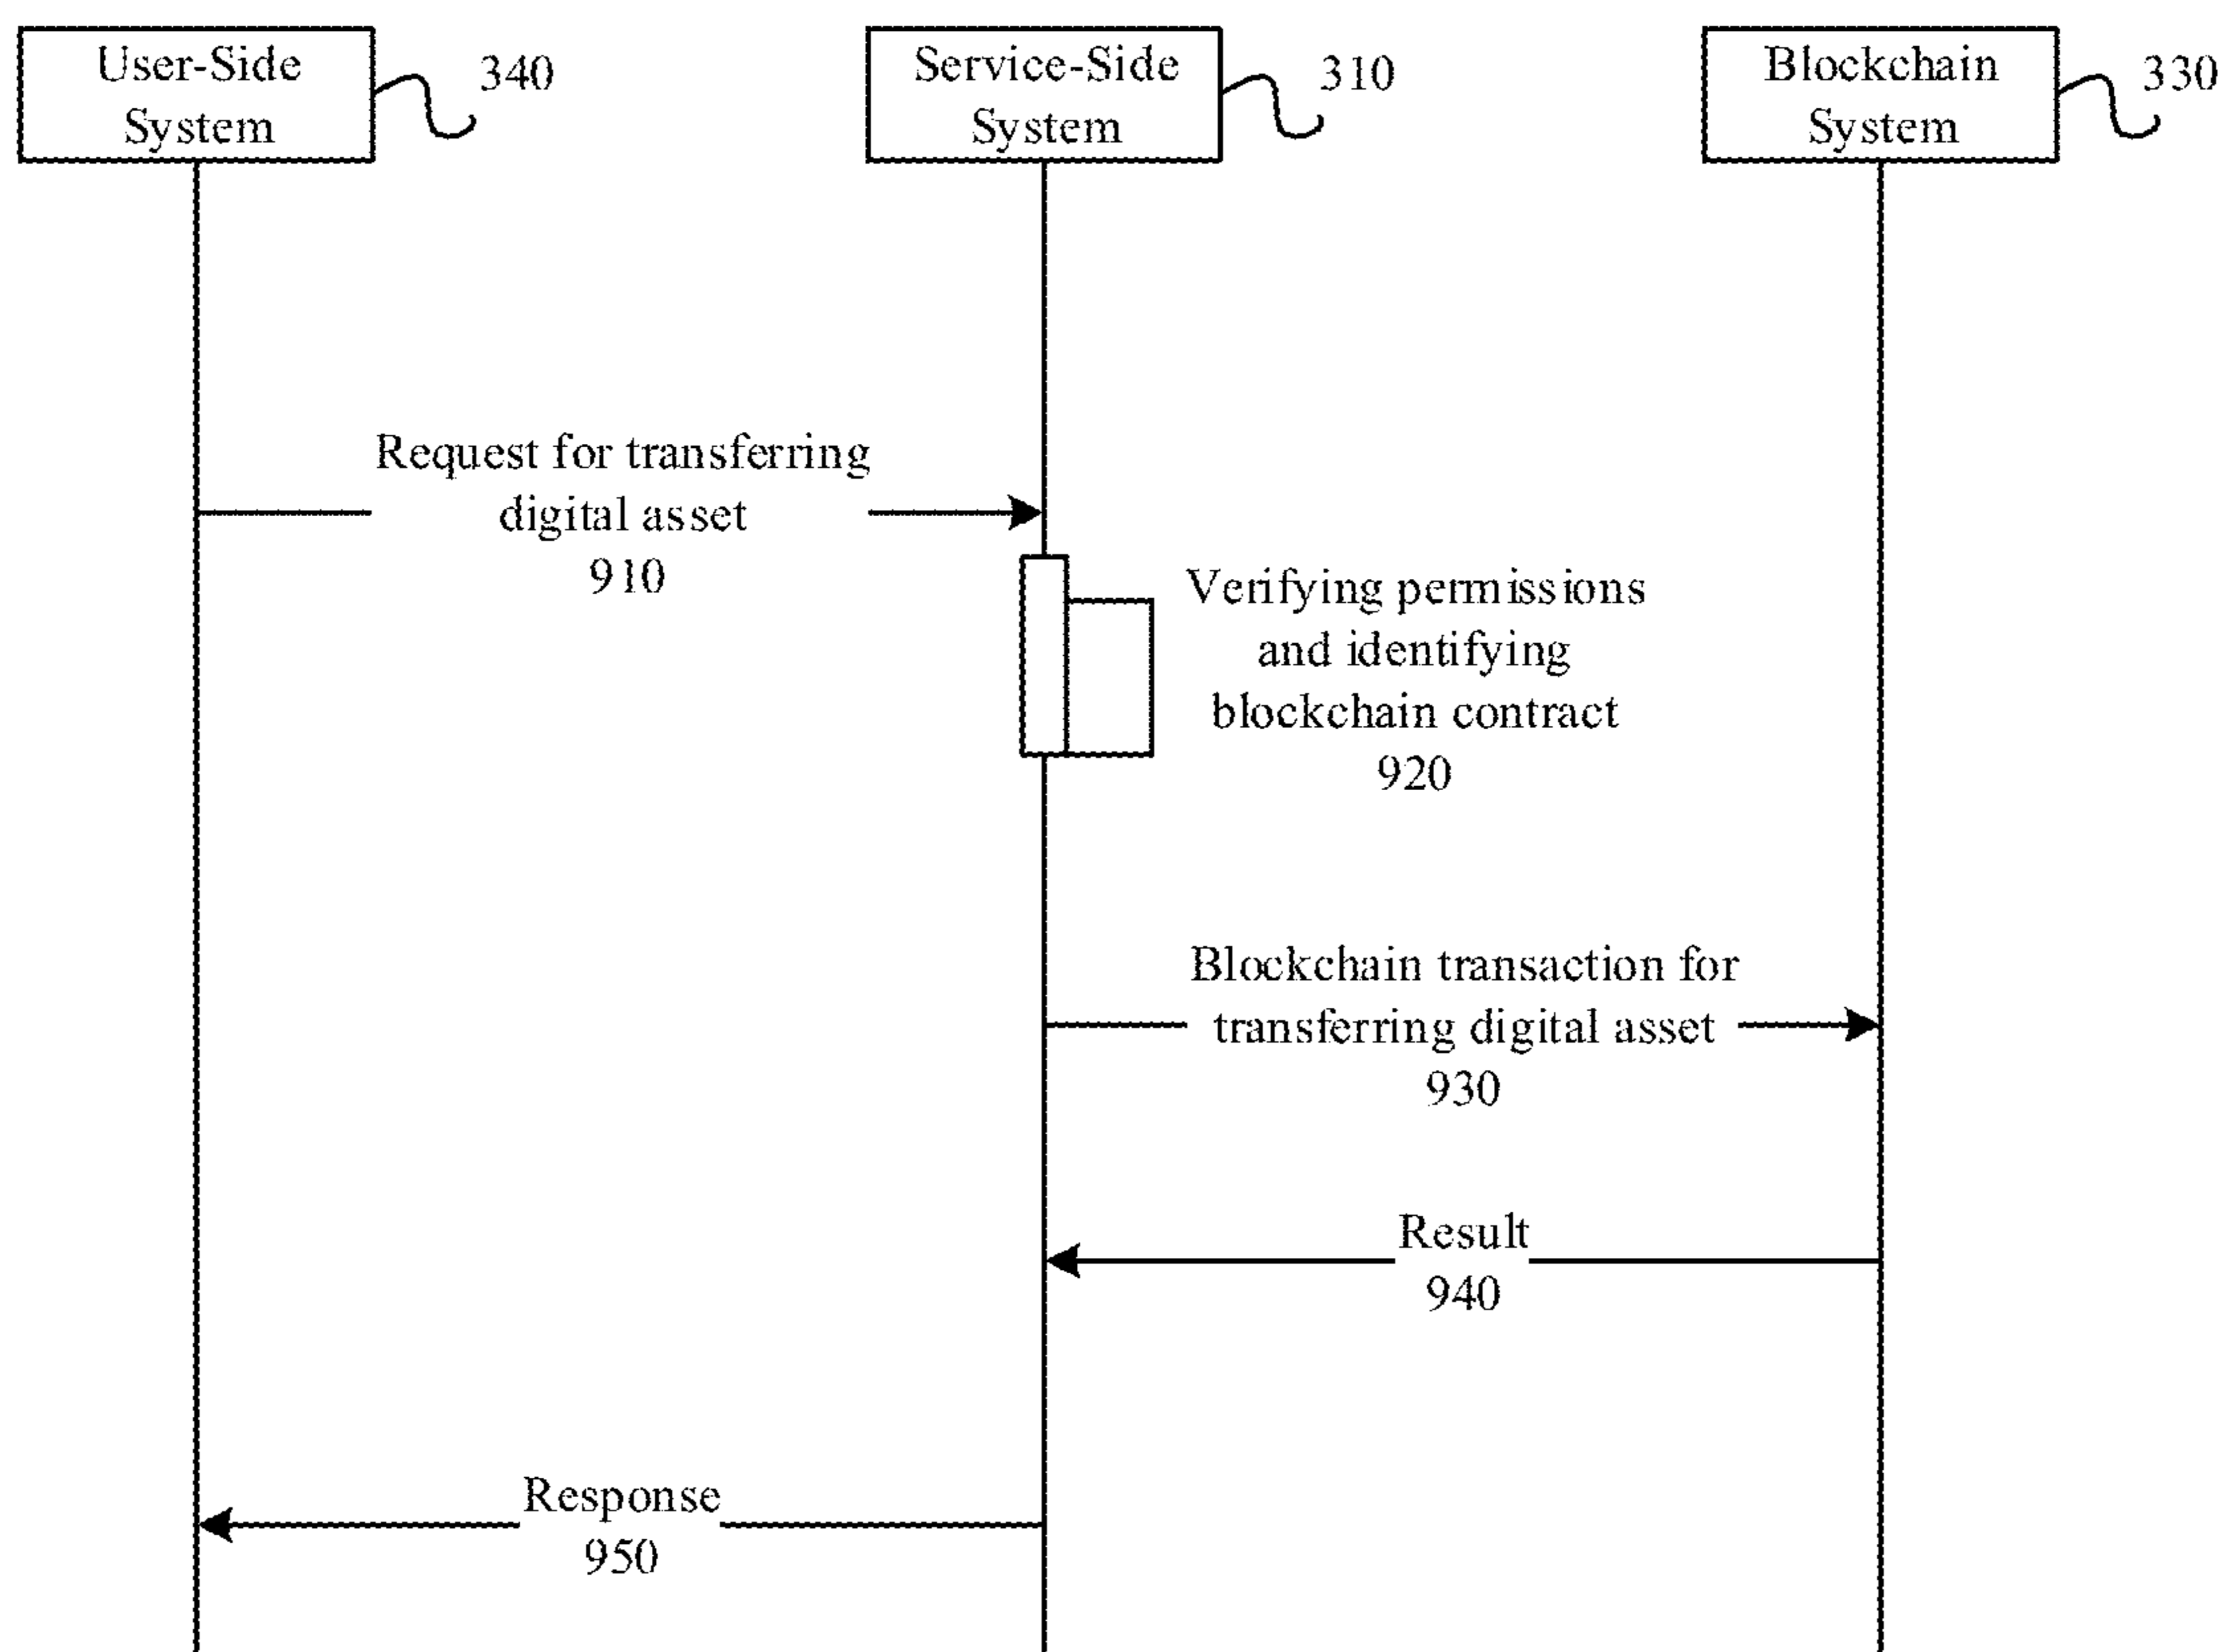 User-Side
System
340
Service-Side
System
310
Blockchain
System
330
Request for transferring
digital asset
910
Verifying permissions
and identifying
blockchain contract
920
Blockchain transaction for
transferring digital asset
930
Result
940
Response
950